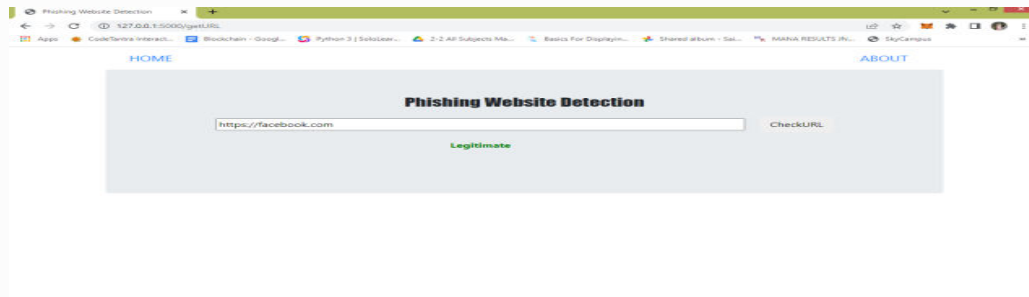 Phishing Website Detection
127.0.0.1:5000/getURL
Apps CodeTantra Interact... Blockchain - Googl... Python 3 | SoloLear... 2-2 All Subjects Ma... Basics For Displayin... Shared album - Sai... MANA RESULTS JN... SkyCampus
HOME ABOUT
Phishing Website Detection
https://facebook.com CheckURL
Legitimate